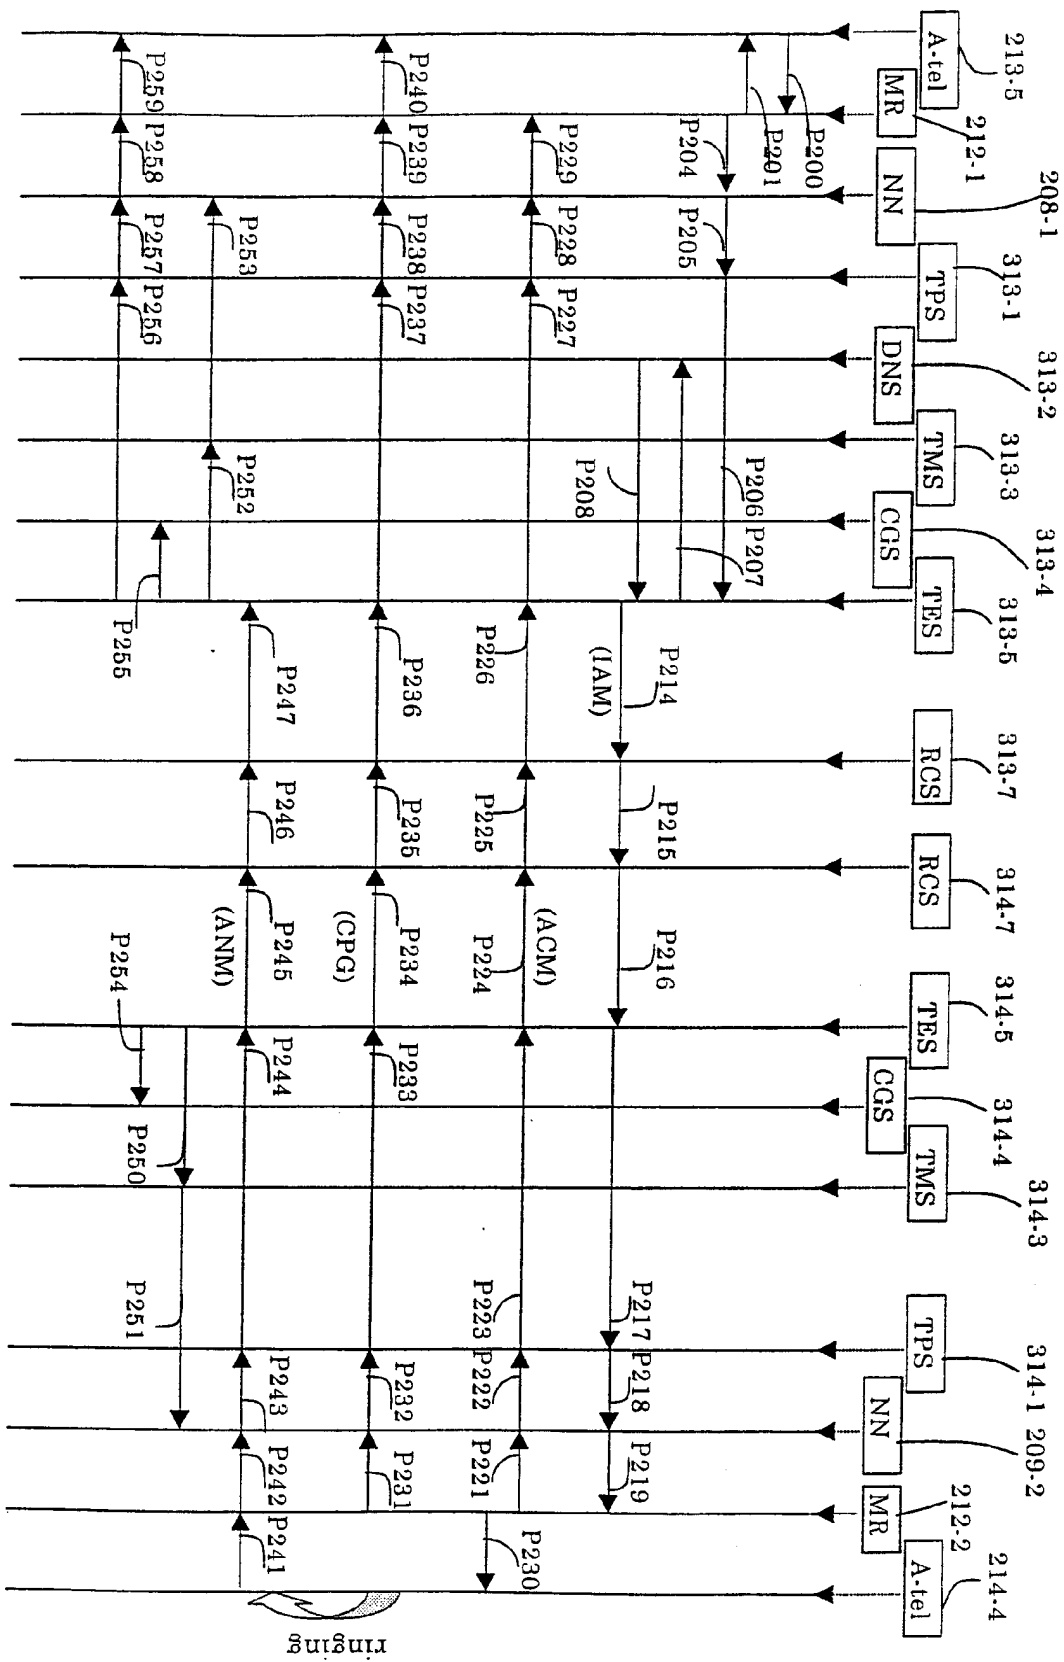 213-5
212-1
208-1
313-1
313-2
313-3
313-4
313-5
313-7
314-7
314-5
314-4
314-3
314-1
209-2
212-2
214-4
A-tel
MR
NN
TPS
DNS
TMS
CGS
TES
RCS
RCS
TES
CGS
TMS
TPS
NN
MR
A-tel
P200
P201
P204
P205
P206
P207
P208
P214
(IAM)
P215
P216
P217
P218
P219
P229
P228
P227
P226
P225
P224
(ACM)
P223
P222
P221
P230
P240
P239
P238
P237
P236
P235
P234
(CPG)
P233
P232
P231
ringing
P247
P246
P245
(ANM)
P244
P243
P242
P241
P253
P252
P250
P251
P255
P254
P259
P258
P257
P256